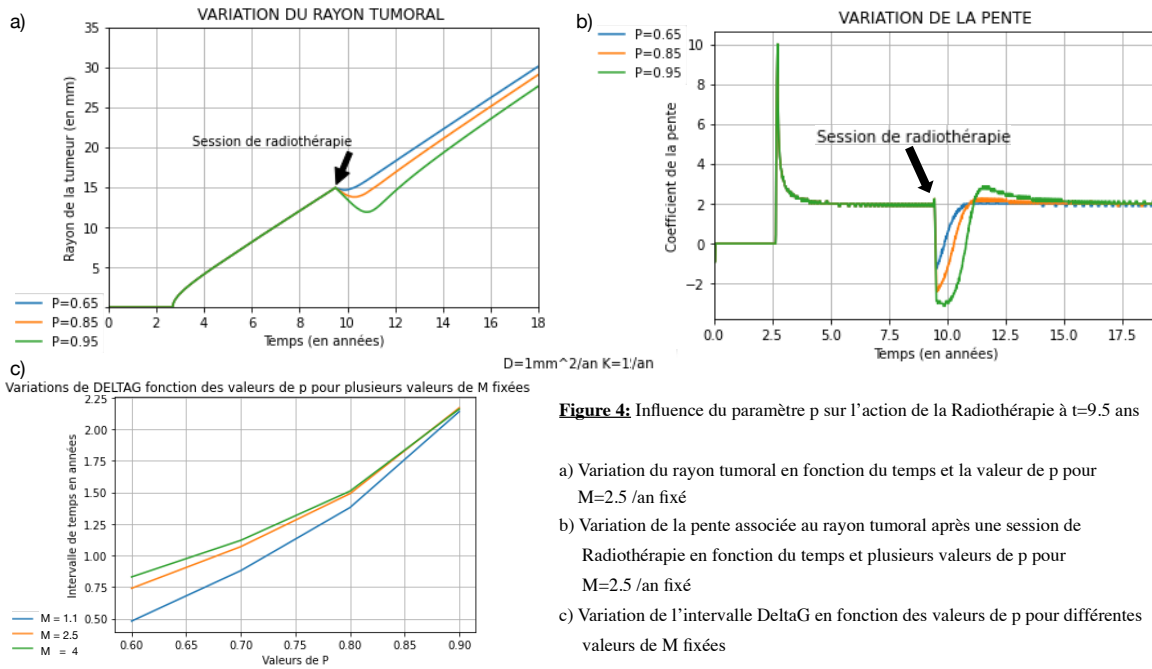 a)
VARIATION DU RAYON TUMORAL
35
30
25
20
15
10
5
Rayon de la tumeur (en mm)
Session de radiothérapie
P=0.65
P=0.85
P=0.95
0 2 4 6 8 10 12 14 16 18
Temps (en années)
b)
VARIATION DE LA PENTE
P=0.65
P=0.85
P=0.95
10
8
6
4
2
0
−2
Coefficient de la pente
Session de radiothérapie
0.0 2.5 5.0 7.5 10.0 12.5 15.0 17.5
Temps (en années)
D=1mm^2/an K=1'/an
c)
Variations de DELTAG fonction des valeurs de p pour plusieurs valeurs de M fixées
2.25
2.00
1.75
1.50
1.25
1.00
0.75
0.50
Intervalle de temps en années
M = 1.1
M = 2.5
M = 4
0.60 0.65 0.70 0.75 0.80 0.85 0.90
Valeurs de P
Figure 4: Influence du paramètre p sur l'action de la Radiothérapie à t=9.5 ans
a) Variation du rayon tumoral en fonction du temps et la valeur de p pour
M=2.5 /an fixé
b) Variation de la pente associée au rayon tumoral après une session de
Radiothérapie en fonction du temps et plusieurs valeurs de p pour
M=2.5 /an fixé
c) Variation de l'intervalle DeltaG en fonction des valeurs de p pour différentes
valeurs de M fixées